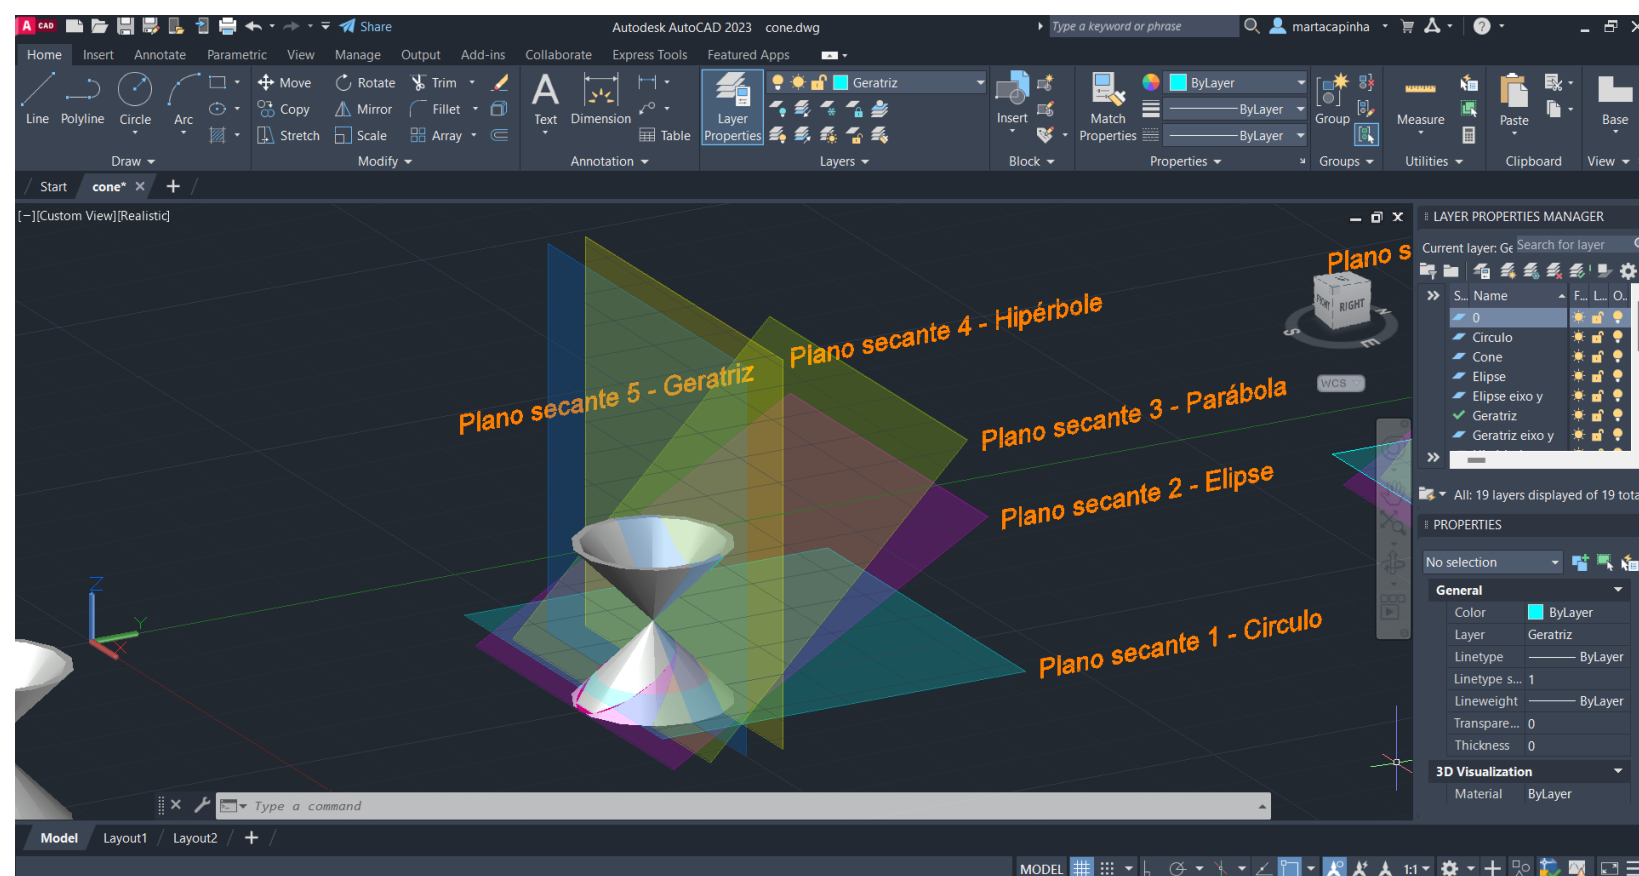 A CAD
Share
Autodesk AutoCAD 2023 cone.dwg
Type a keyword or phrase
martacapinha
Home Insert Annotate Parametric View Manage Output Add-ins Collaborate Express Tools Featured Apps
Line Polyline Circle Arc
Move Rotate Trim
Copy Mirror Fillet
Stretch Scale Array
Text Dimension Table
Layer Properties
Geratriz
Insert
Match Properties
ByLayer
ByLayer
ByLayer
Group Measure Paste Base
Draw Modify Annotation Layers Block Properties Groups Utilities Clipboard View
Start cone*
[−][Custom View][Realistic]
Plano s
Plano secante 4 - Hipérbole
Plano secante 5 - Geratriz
Plano secante 3 - Parábola
Plano secante 2 - Elipse
Plano secante 1 - Circulo
FRONT RIGHT
S E N
WCS
Z
Y
X
LAYER PROPERTIES MANAGER
Current layer: Ge Search for layer
S.. Name F... L... O..
0
Circulo
Cone
Elipse
Elipse eixo y
Geratriz
Geratriz eixo y
All: 19 layers displayed of 19 tota
PROPERTIES
No selection
General
Color ByLayer
Layer Geratriz
Linetype ByLayer
Linetype s... 1
Lineweight ByLayer
Transpare... 0
Thickness 0
3D Visualization
Material ByLayer
Type a command
Model Layout1 Layout2
MODEL 1:1